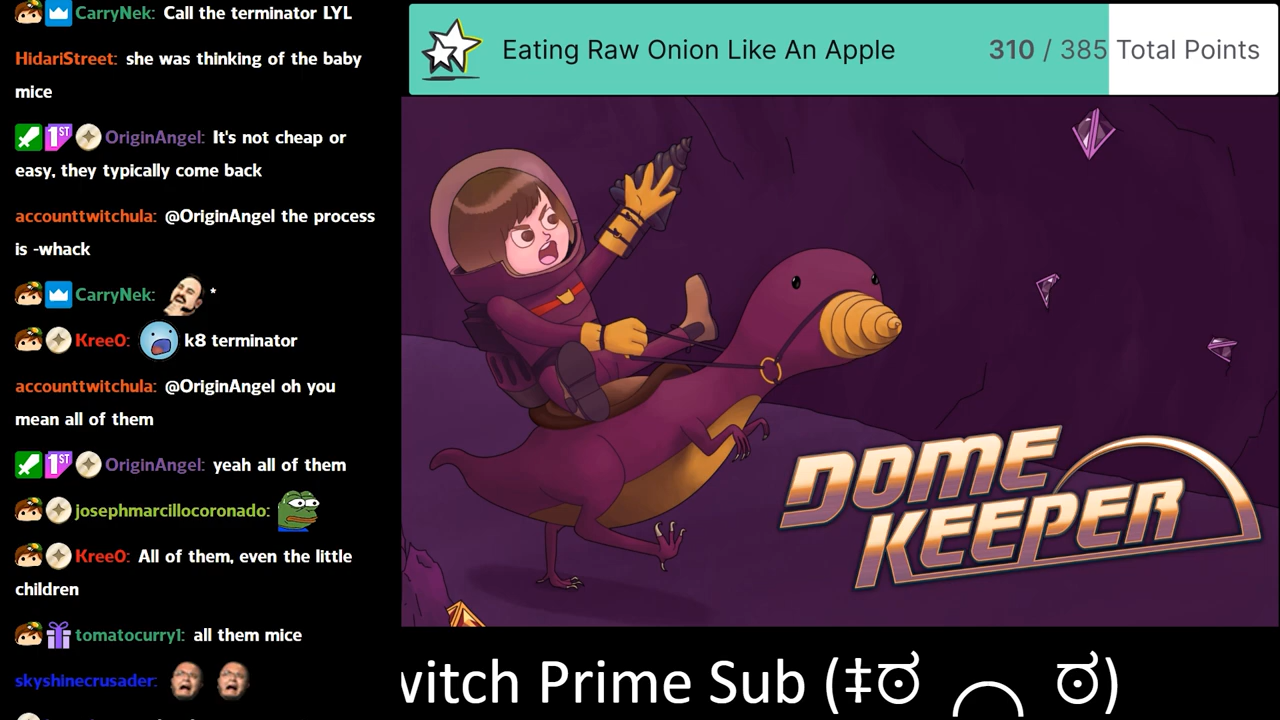 CarryNek: Call the terminator LYL
HidariStreet: she was thinking of the baby
mice
1ST OriginAngel: It's not cheap or
easy, they typically come back
accounttwitchula: @OriginAngel the process
is -whack
CarryNek: *
KreeO: k8 terminator
accounttwitchula: @OriginAngel oh you
mean all of them
1ST OriginAngel: yeah all of them
josephmarcillocoronado:
KreeO: All of them, even the little
children
tomatocurry1: all them mice
skyshinecrusader:
Eating Raw Onion Like An Apple 310 / 385 Total Points
DOME
KEEPER
witch Prime Sub (‡ಠ ⁔ ಠ)